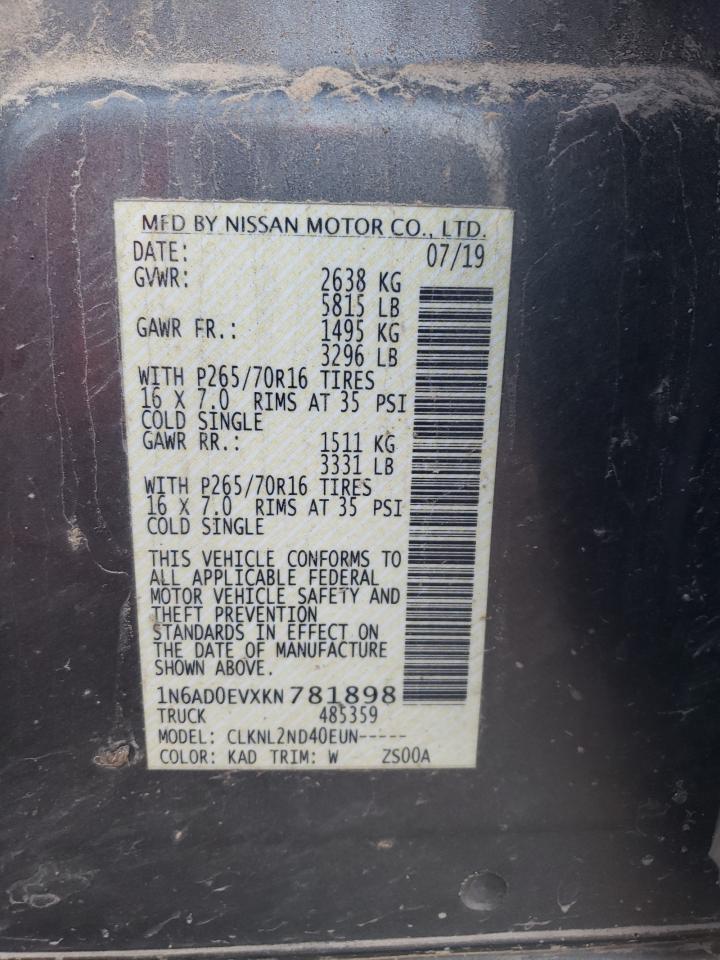 MFD BY NISSAN MOTOR CO., LTD.
DATE: 07/19
GVWR: 2638 KG
5815 LB
GAWR FR.: 1495 KG
3296 LB
WITH P265/70R16 TIRES
16 X 7.0 RIMS AT 35 PSI
COLD SINGLE
GAWR RR.: 1511 KG
3331 LB
WITH P265/70R16 TIRES
16 X 7.0 RIMS AT 35 PSI
COLD SINGLE
THIS VEHICLE CONFORMS TO
ALL APPLICABLE FEDERAL
MOTOR VEHICLE SAFETY AND
THEFT PREVENTION
STANDARDS IN EFFECT ON
THE DATE OF MANUFACTURE
SHOWN ABOVE.
1N6AD0EVXKN781898
TRUCK 485359
MODEL: CLKNL2ND40EUN-----
COLOR: KAD TRIM: W ZS00A